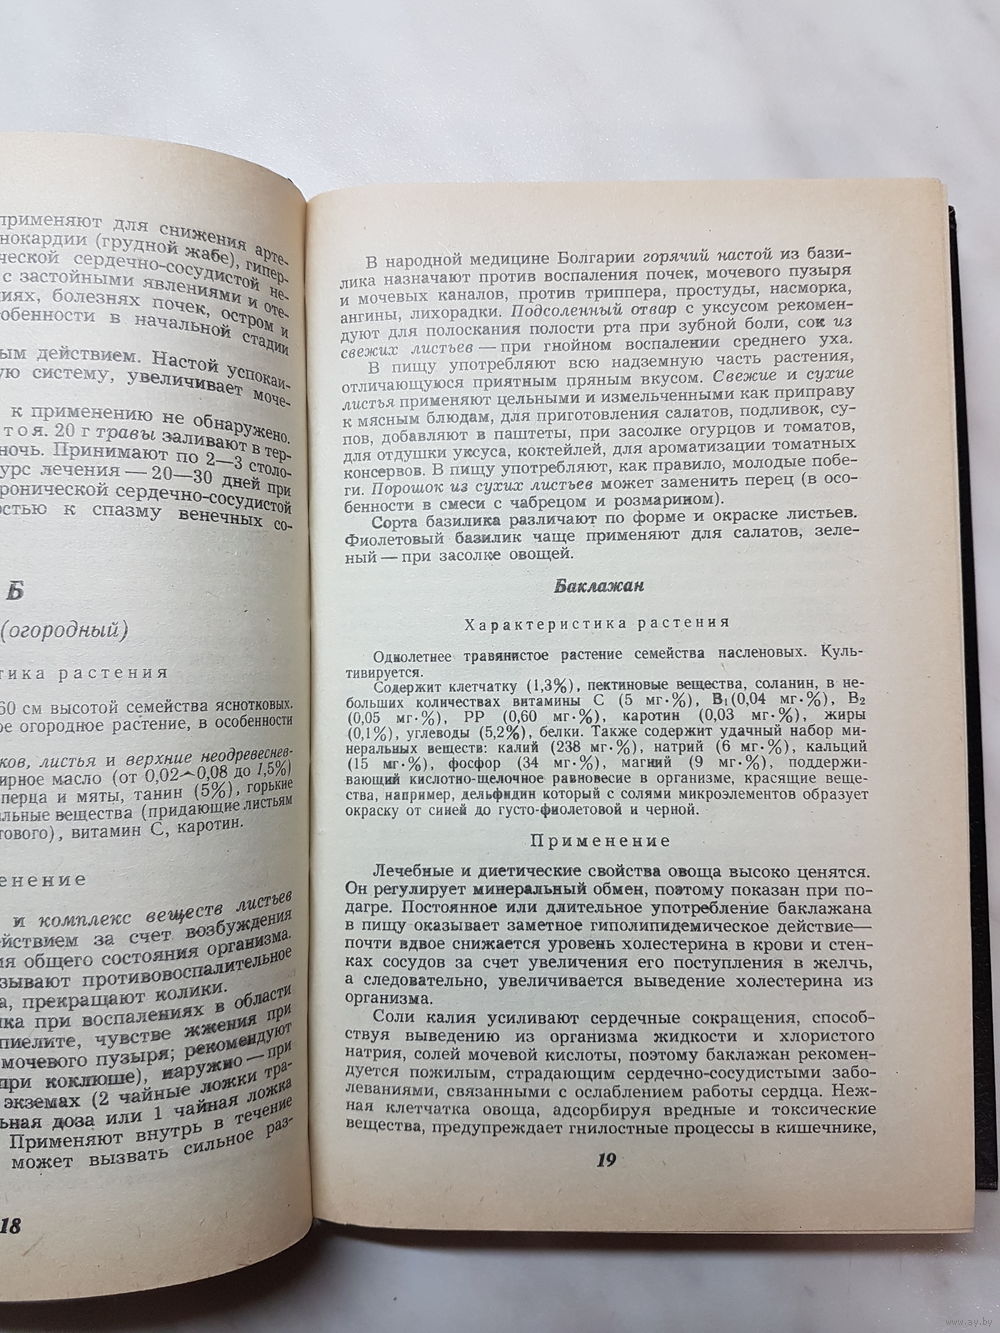 применяют для снижения арте-
нокардии (грудной жабе), гипер-
ческой сердечно-сосудистой не-
с застойными явлениями и оте-
ниях, болезнях почек, остром и
обенности в начальной стадии
ым действием. Настой успокаи-
ую систему, увеличивает моче-
к применению не обнаружено.
тоя. 20 г травы заливают в тер-
ночь. Принимают по 2—3 столо-
урс лечения — 20—30 дней при
ронической сердечно-сосудистой
остью к спазму венечных со-
Б
(огородный)
тика растения
60 см высотой семейства яснотковых.
ое огородное растение, в особенности
ков, листья и верхние неодревеснев-
ирное масло (от 0,02—0,08 до 1,5%)
перца и мяты, танин (5%), горькие
альные вещества (придающие листьям
тового), витамин С, каротин.
енение
и комплекс веществ листьев
йствием за счет возбуждения
ия общего состояния организма.
зывают противовоспалительное
а, прекращают колики.
ка при воспалениях в области
пиелите, чувстве жжения при
мочевого пузыря; рекомендуют
при коклюше), наружно — при
экземах (2 чайные ложки тра-
ьная доза или 1 чайная ложка
Применяют внутрь в течение
может вызвать сильное раз-
18
В народной медицине Болгарии горячий настой из бази-
лика назначают против воспаления почек, мочевого пузыря
и мочевых каналов, против триппера, простуды, насморка,
ангины, лихорадки. Подсоленный отвар с уксусом рекомен-
дуют для полоскания полости рта при зубной боли, сок из
свежих листьев — при гнойном воспалении среднего уха.
В пищу употребляют всю надземную часть растения,
отличающуюся приятным пряным вкусом. Свежие и сухие
листья применяют цельными и измельченными как приправу
к мясным блюдам, для приготовления салатов, подливок, су-
пов, добавляют в паштеты, при засолке огурцов и томатов,
для отдушки уксуса, коктейлей, для ароматизации томатных
консервов. В пищу употребляют, как правило, молодые побе-
ги. Порошок из сухих листьев может заменить перец (в осо-
бенности в смеси с чабрецом и розмарином).
Сорта базилика различают по форме и окраске листьев.
Фиолетовый базилик чаще применяют для салатов, зеле-
ный — при засолке овощей.
Баклажан
Характеристика растения
Однолетнее травянистое растение семейства пасленовых. Куль-
тивируется.
Содержит клетчатку (1,3%), пектиновые вещества, соланин, в не-
больших количествах витамины С (5 мг·%), В₁(0,04 мг·%), В₂
(0,05 мг·%), РР (0,60 мг·%), каротин (0,03 мг·%), жиры
(0,1%), углеводы (5,2%), белки. Также содержит удачный набор ми-
неральных веществ: калий (238 мг·%), натрий (6 мг·%), кальций
(15 мг·%), фосфор (34 мг·%), магний (9 мг·%), поддержи-
вающий кислотно-щелочное равновесие в организме, красящие веще-
ства, например, дельфидин который с солями микроэлементов образует
окраску от синей до густо-фиолетовой и черной.
Применение
Лечебные и диетические свойства овоща высоко ценятся.
Он регулирует минеральный обмен, поэтому показан при по-
дагре. Постоянное или длительное употребление баклажана
в пищу оказывает заметное гиполипидемическое действие—
почти вдвое снижается уровень холестерина в крови и стен-
ках сосудов за счет увеличения его поступления в желчь,
а следовательно, увеличивается выведение холестерина из
организма.
Соли калия усиливают сердечные сокращения, способ-
ствуя выведению из организма жидкости и хлористого
натрия, солей мочевой кислоты, поэтому баклажан рекомен-
дуется пожилым, страдающим сердечно-сосудистыми забо-
леваниями, связанными с ослаблением работы сердца. Неж-
ная клетчатка овоща, адсорбируя вредные и токсические
вещества, предупреждает гнилостные процессы в кишечнике,
19
www.ay.by